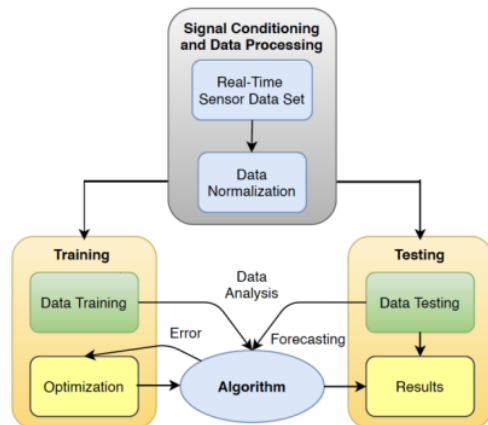 Signal Conditioning
and Data Processing
Real-Time
Sensor Data Set
Data
Normalization
Training
Testing
Data Training
Data
Analysis
Data Testing
Error
Forecasting
Optimization
Algorithm
Results